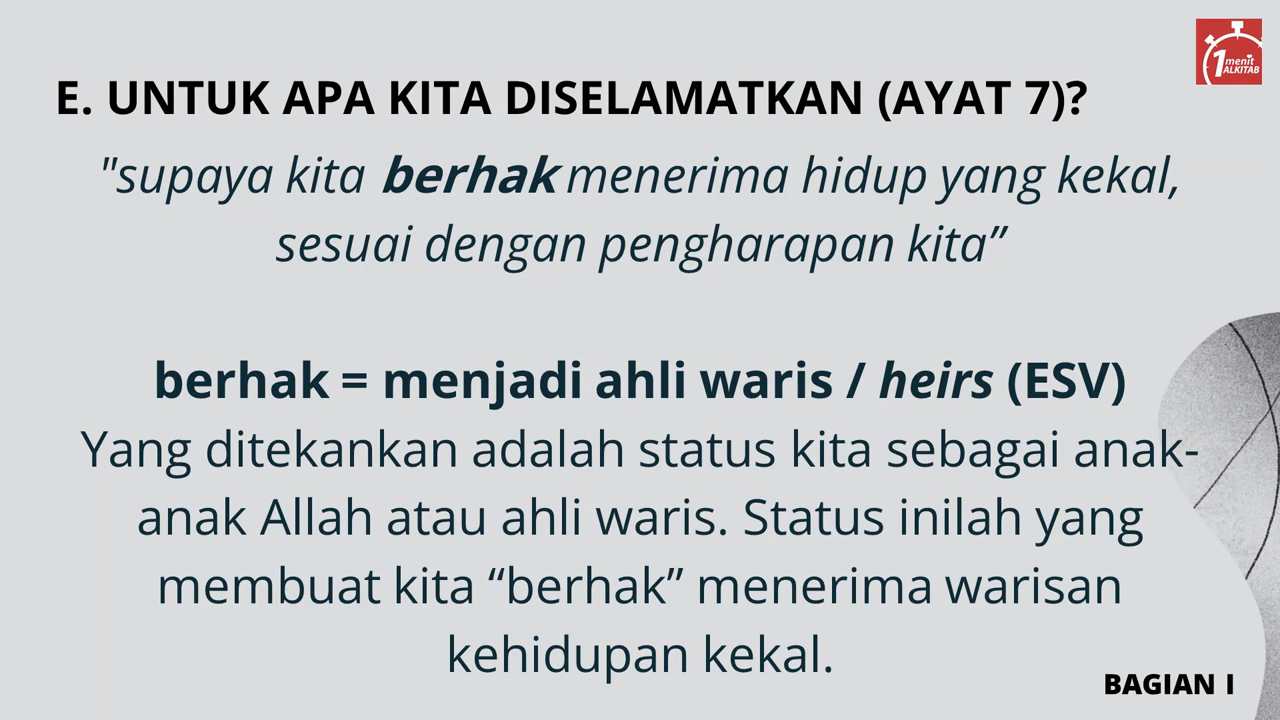 1menit
ALKITAB
E. UNTUK APA KITA DISELAMATKAN (AYAT 7)?
"supaya kita berhak menerima hidup yang kekal,
sesuai dengan pengharapan kita”
berhak = menjadi ahli waris / heirs (ESV)
Yang ditekankan adalah status kita sebagai anak-
anak Allah atau ahli waris. Status inilah yang
membuat kita “berhak” menerima warisan
kehidupan kekal.
BAGIAN I